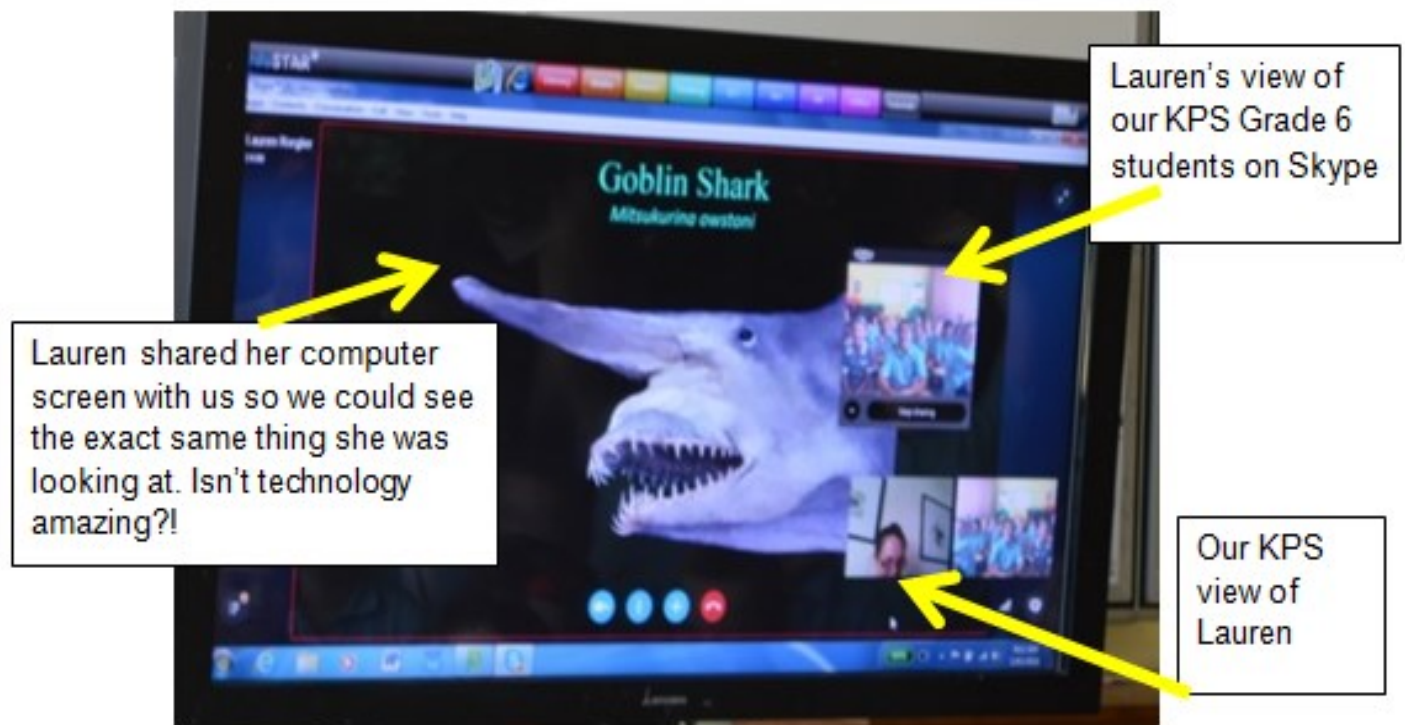 Lauren's view of
our KPS Grade 6
students on Skype
Goblin Shark
Mitsukurina owstoni
Lauren shared her computer
screen with us so we could see
the exact same thing she was
looking at. Isn't technology
amazing?!
Our KPS
view of
Lauren